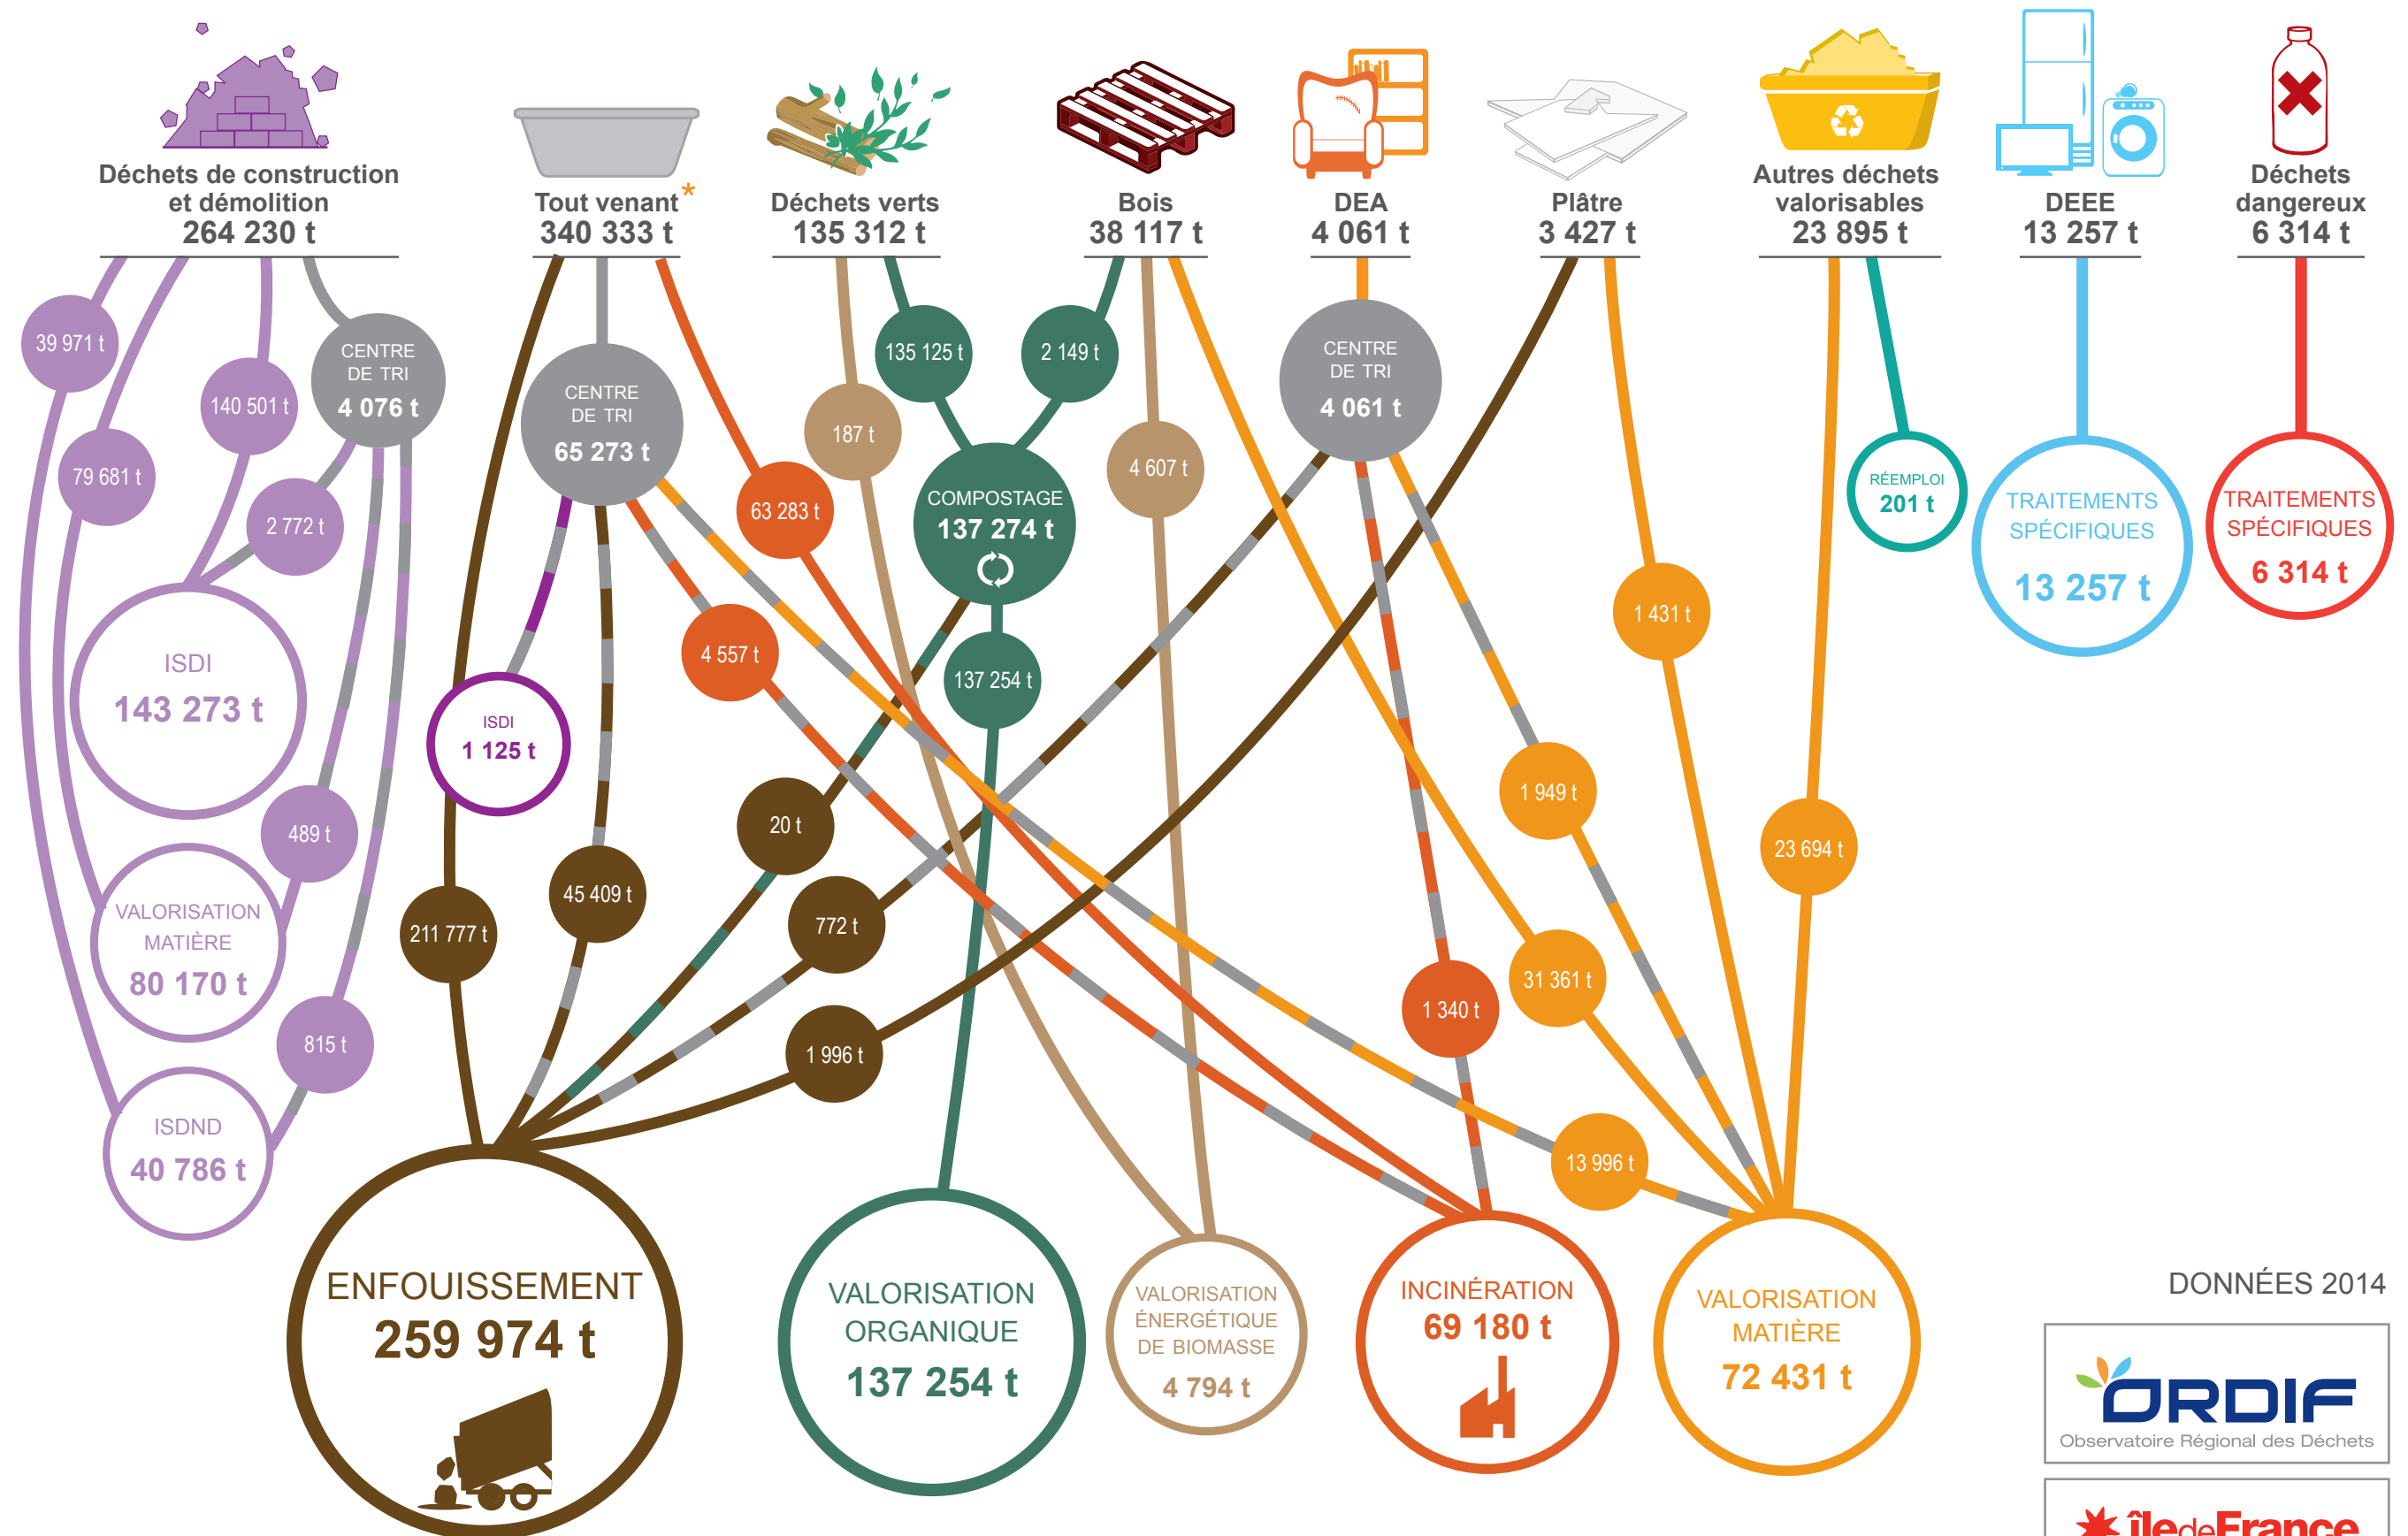 Déchets de construction
et démolition
264 230 t
Tout venant*
340 333 t
Déchets verts
135 312 t
Bois
38 117 t
DEA
4 061 t
Plâtre
3 427 t
Autres déchets
valorisables
23 895 t
DEEE
13 257 t
Déchets
dangereux
6 314 t
39 971 t
79 681 t
140 501 t
CENTRE
DE TRI
4 076 t
2 772 t
CENTRE
DE TRI
65 273 t
63 283 t
187 t
135 125 t
2 149 t
COMPOSTAGE
137 274 t
4 607 t
CENTRE
DE TRI
4 061 t
RÉEMPLOI
201 t
TRAITEMENTS
SPÉCIFIQUES
13 257 t
TRAITEMENTS
SPÉCIFIQUES
6 314 t
ISDI
143 273 t
ISDI
1 125 t
4 557 t
137 254 t
1 431 t
489 t
20 t
1 949 t
23 694 t
VALORISATION
MATIÈRE
80 170 t
211 777 t
45 409 t
772 t
31 361 t
1 340 t
815 t
1 996 t
ISDND
40 786 t
13 996 t
ENFOUISSEMENT
259 974 t
VALORISATION
ORGANIQUE
137 254 t
VALORISATION
ÉNERGÉTIQUE
DE BIOMASSE
4 794 t
INCINÉRATION
69 180 t
VALORISATION
MATIÈRE
72 431 t
DONNÉES 2014
ORDIF
Observatoire Régional des Déchets
îledeFrance